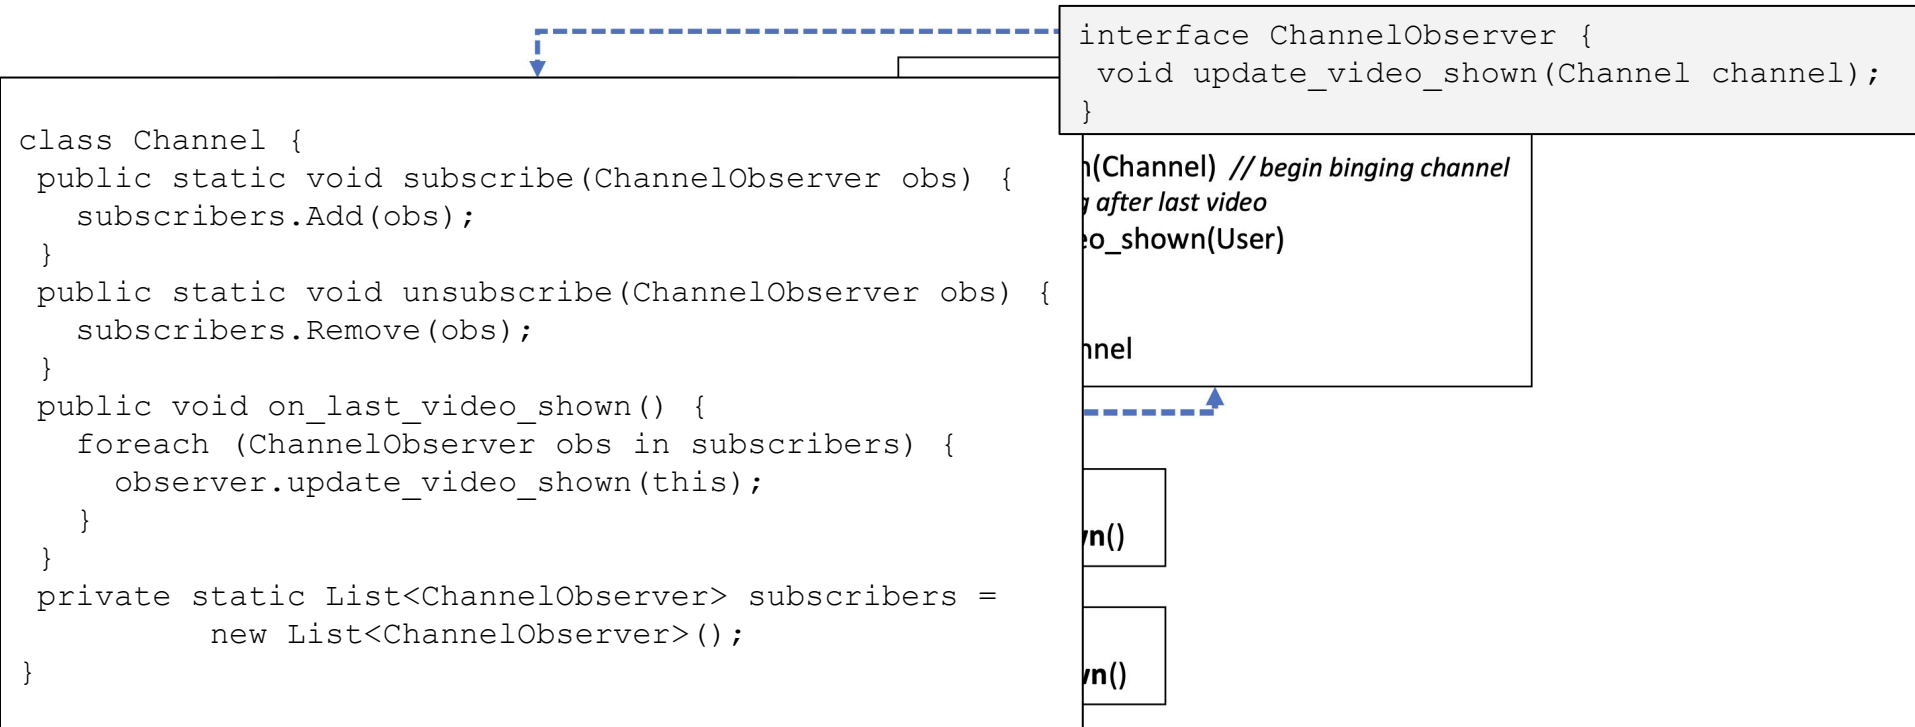 interface ChannelObserver {
void update_video_shown(Channel channel);
}
class Channel {
public static void subscribe(ChannelObserver obs) {
subscribers.Add(obs);
}
public static void unsubscribe(ChannelObserver obs) {
subscribers.Remove(obs);
}
public void on_last_video_shown() {
foreach (ChannelObserver obs in subscribers) {
observer.update_video_shown(this);
}
}
private static List<ChannelObserver> subscribers =
new List<ChannelObserver>();
}
(Channel) // begin binging channel
after last video
_shown(User)